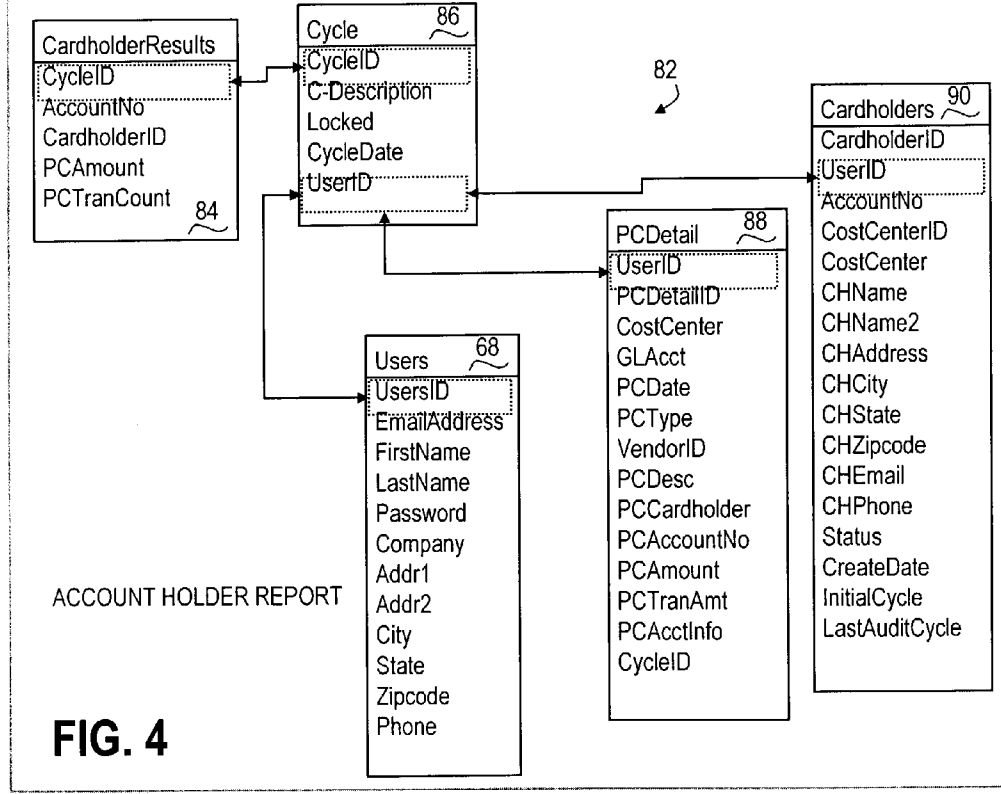 CardholderResults
CycleID
AccountNo
CardholderID
PCAmount
PCTranCount
84
Cycle 86
CycleID
C-Description
Locked
CycleDate
UserID
82
Cardholders 90
CardholderID
UserID
AccountNo
CostCenterID
CostCenter
CHName
CHName2
CHAddress
CHCity
CHState
CHZipcode
CHEmail
CHPhone
Status
CreateDate
InitialCycle
LastAuditCycle
PCDetail 88
UserID
PCDetailID
CostCenter
GLAcct
PCDate
PCType
VendorID
PCDesc
PCCardholder
PCAccountNo
PCAmount
PCTranAmt
PCAcctInfo
CycleID
Users 68
UsersID
EmailAddress
FirstName
LastName
Password
Company
Addr1
Addr2
City
State
Zipcode
Phone
ACCOUNT HOLDER REPORT
FIG. 4